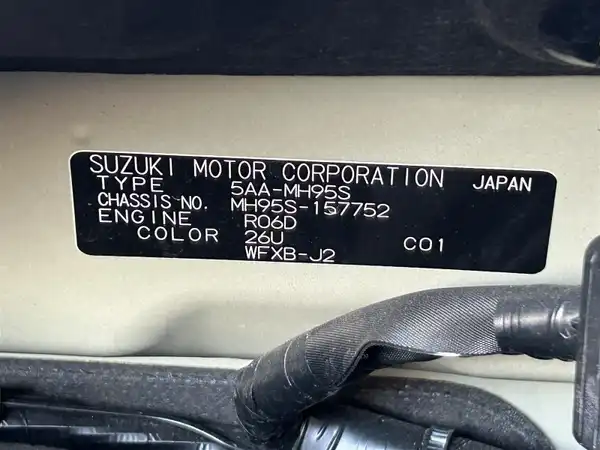 SUZUKI MOTOR CORPORATION JAPAN
TYPE 5AA-MH95S
CHASSIS NO. MH95S-157752
ENGINE R06D
COLOR 26U C01
WFXB-J2